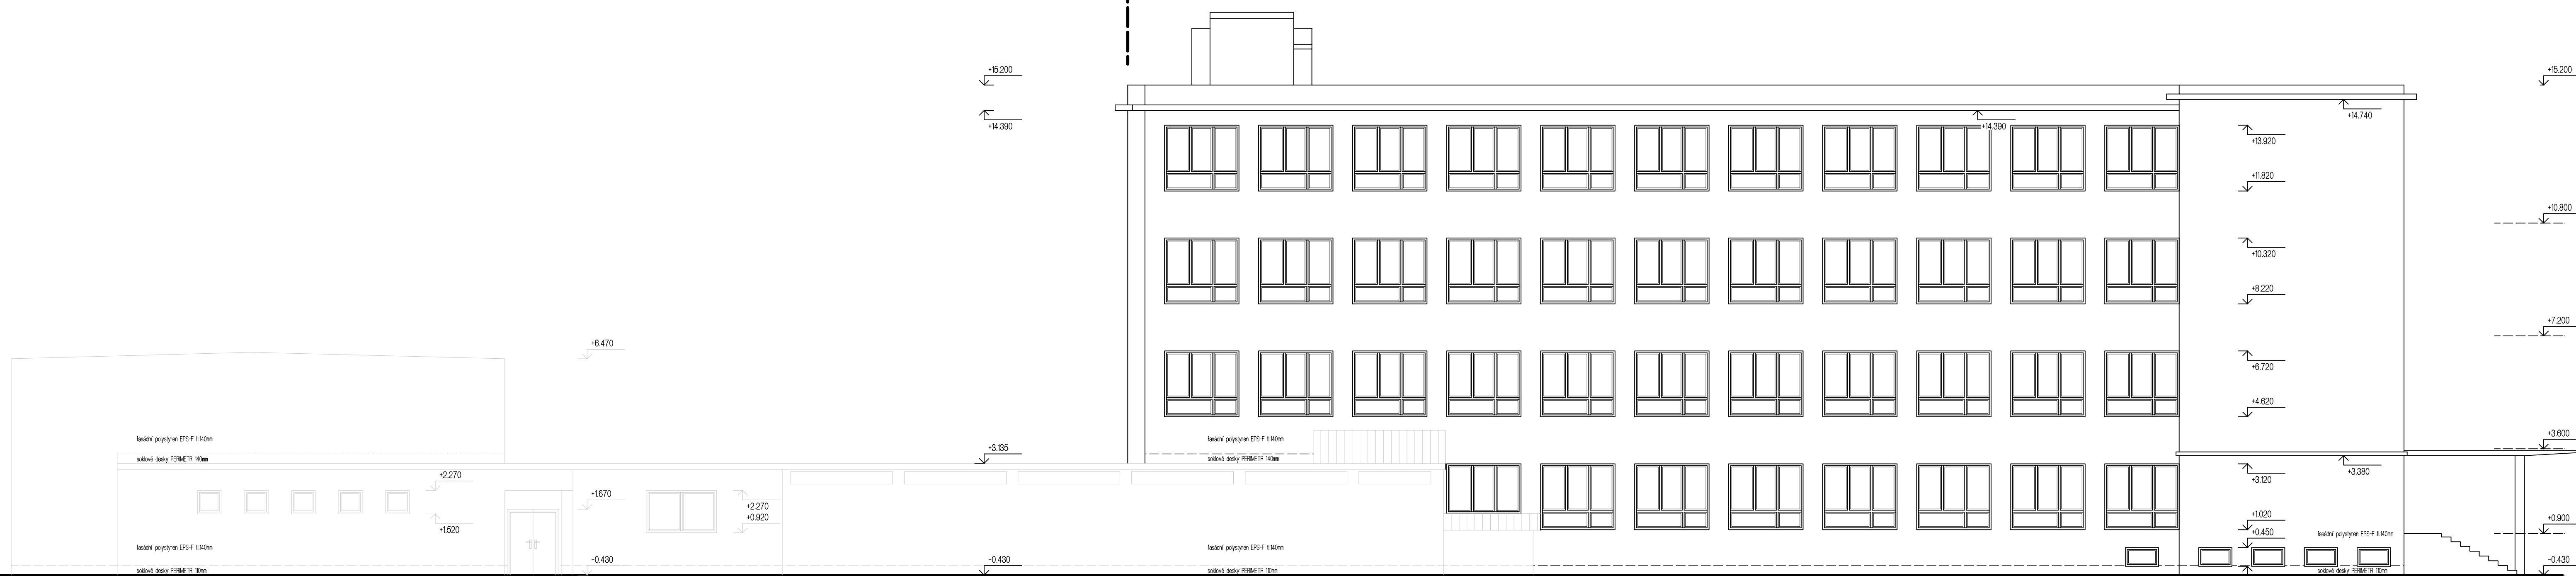 +15.200
+15.200
+14.390
+14.390
+14.740
+13.920
+11.820
+10.800
+10.320
+8.220
+7.200
+6.470
+6.720
+4.620
fasádní polystyren EPS-F tl.140mm
fasádní polystyren EPS-F tl.140mm
+3.600
soklové desky PERIMETR 140mm
+3.135
soklové desky PERIMETR 140mm
+3.380
+2.270
+3.120
+1.670
+2.270
+0.920
+1.520
+1.020
+0.900
+0.450
fasádní polystyren EPS-F tl.140mm
fasádní polystyren EPS-F tl.140mm
fasádní polystyren EPS-F tl.140mm
-0.430
-0.430
-0.430
soklové desky PERIMETR 110mm
soklové desky PERIMETR 110mm
soklové desky PERIMETR 110mm